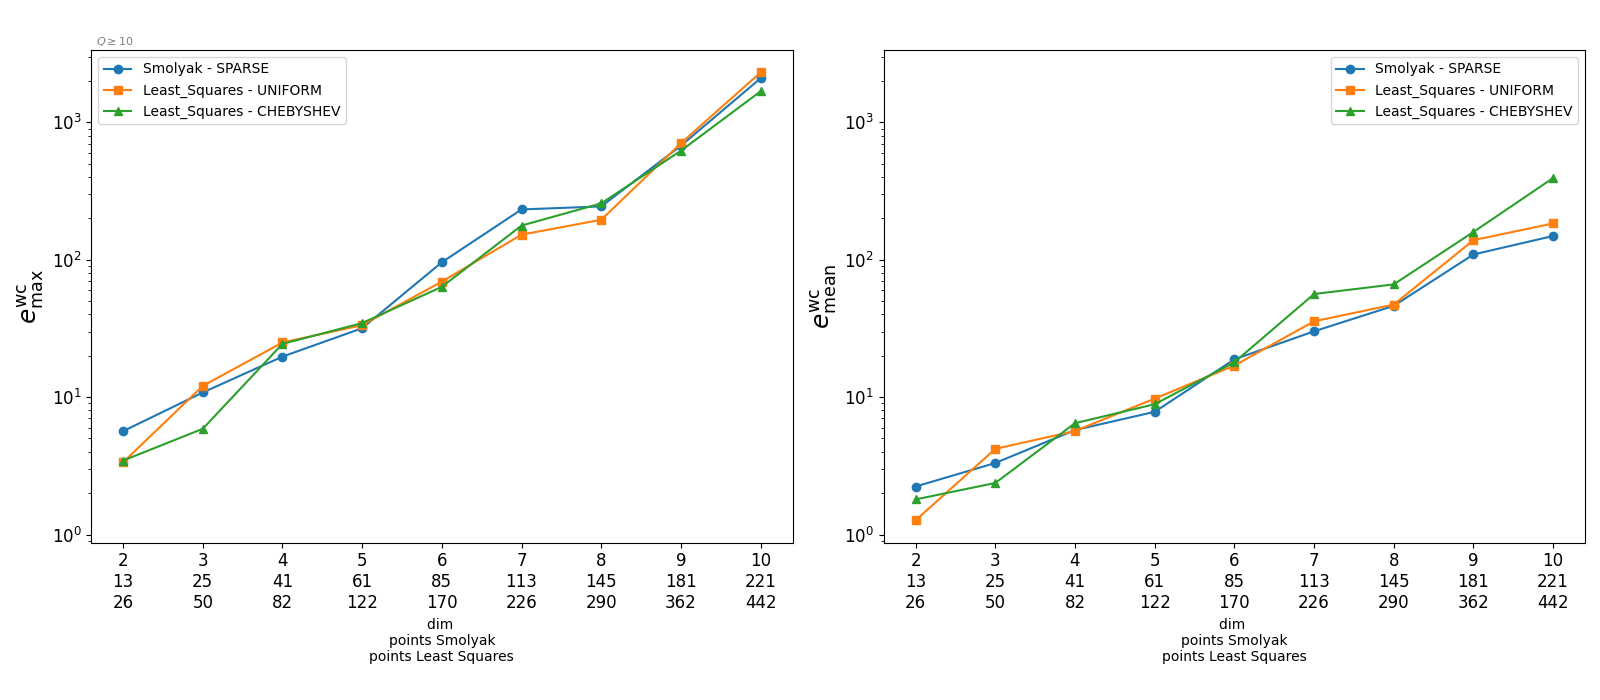 Q ≥ 10
Smolyak - SPARSE
Least_Squares - UNIFORM
Least_Squares - CHEBYSHEV
10³
10²
10¹
10⁰
e^wc_max
2 3 4 5 6 7 8 9 10
13 25 41 61 85 113 145 181 221
26 50 82 122 170 226 290 362 442
dim
points Smolyak
points Least Squares
Smolyak - SPARSE
Least_Squares - UNIFORM
Least_Squares - CHEBYSHEV
10³
10²
10¹
10⁰
e^wc_mean
2 3 4 5 6 7 8 9 10
13 25 41 61 85 113 145 181 221
26 50 82 122 170 226 290 362 442
dim
points Smolyak
points Least Squares